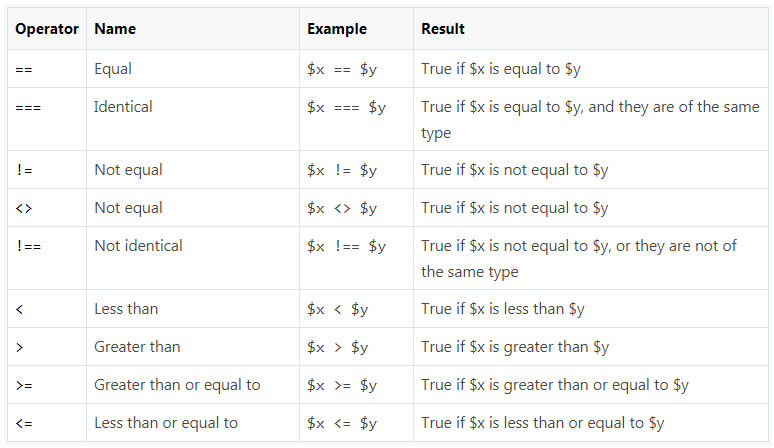 Operator Name Example Result
== Equal $x == $y True if $x is equal to $y
=== Identical $x === $y True if $x is equal to $y, and they are of the same
type
!= Not equal $x != $y True if $x is not equal to $y
<> Not equal $x <> $y True if $x is not equal to $y
!== Not identical $x !== $y True if $x is not equal to $y, or they are not of
the same type
< Less than $x < $y True if $x is less than $y
> Greater than $x > $y True if $x is greater than $y
>= Greater than or equal to $x >= $y True if $x is greater than or equal to $y
<= Less than or equal to $x <= $y True if $x is less than or equal to $y